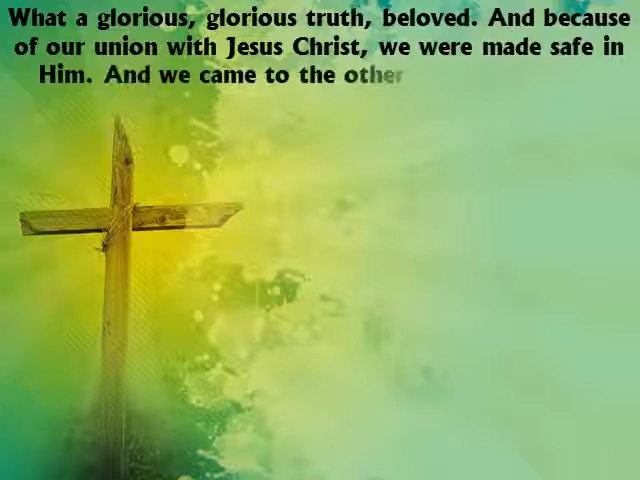 What a glorious, glorious truth, beloved. And because
of our union with Jesus Christ, we were made safe in
Him. And we came to the other